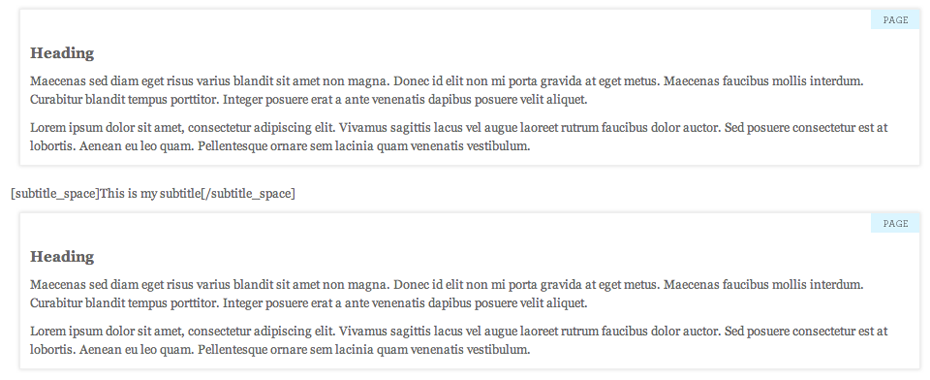 PAGE
Heading
Maecenas sed diam eget risus varius blandit sit amet non magna. Donec id elit non mi porta gravida at eget metus. Maecenas faucibus mollis interdum.
Curabitur blandit tempus porttitor. Integer posuere erat a ante venenatis dapibus posuere velit aliquet.
Lorem ipsum dolor sit amet, consectetur adipiscing elit. Vivamus sagittis lacus vel augue laoreet rutrum faucibus dolor auctor. Sed posuere consectetur est at
lobortis. Aenean eu leo quam. Pellentesque ornare sem lacinia quam venenatis vestibulum.
[subtitle_space]This is my subtitle[/subtitle_space]
PAGE
Heading
Maecenas sed diam eget risus varius blandit sit amet non magna. Donec id elit non mi porta gravida at eget metus. Maecenas faucibus mollis interdum.
Curabitur blandit tempus porttitor. Integer posuere erat a ante venenatis dapibus posuere velit aliquet.
Lorem ipsum dolor sit amet, consectetur adipiscing elit. Vivamus sagittis lacus vel augue laoreet rutrum faucibus dolor auctor. Sed posuere consectetur est at
lobortis. Aenean eu leo quam. Pellentesque ornare sem lacinia quam venenatis vestibulum.